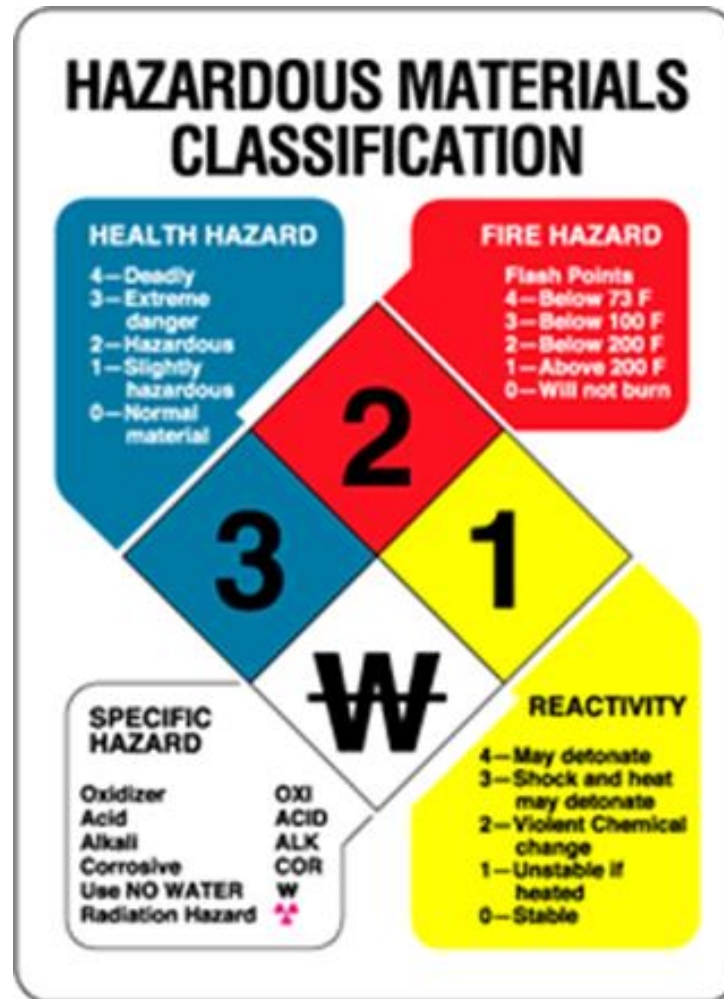 HAZARDOUS MATERIALS
CLASSIFICATION
HEALTH HAZARD
4—Deadly
3—Extreme
danger
2—Hazardous
1—Slightly
hazardous
0—Normal
material
FIRE HAZARD
Flash Points
4—Below 73 F
3—Below 100 F
2—Below 200 F
1—Above 200 F
0—Will not burn
2
3
1
W
SPECIFIC
HAZARD
Oxidizer OXI
Acid ACID
Alkali ALK
Corrosive COR
Use NO WATER W
Radiation Hazard
REACTIVITY
4—May detonate
3—Shock and heat
may detonate
2—Violent Chemical
change
1—Unstable if
heated
0—Stable